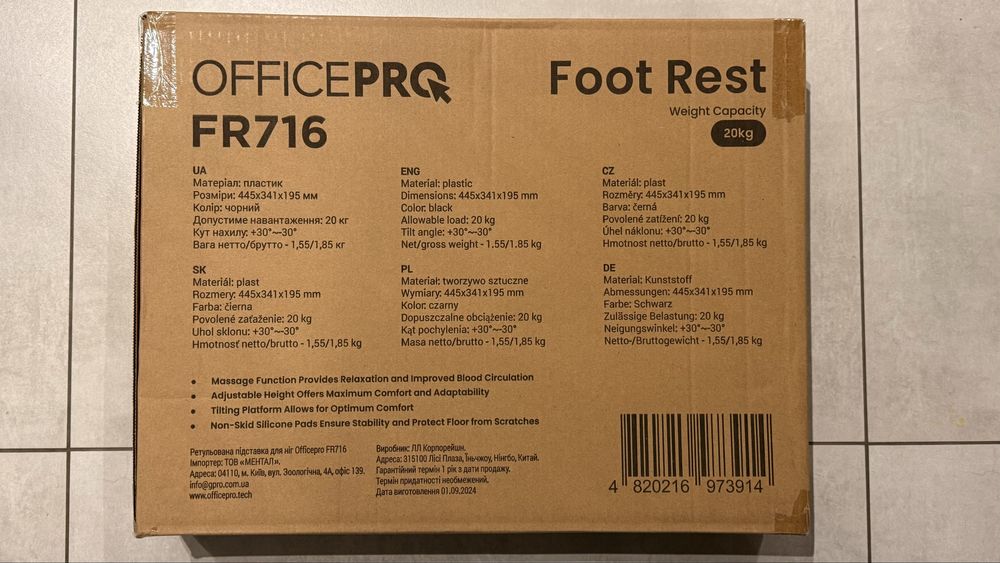 OFFICEPRO
FR716
Foot Rest
Weight Capacity
20kg
UA
Матеріал: пластик
Розміри: 445x341x195 мм
Колір: чорний
Допустиме навантаження: 20 кг
Кут нахилу: +30°~-30°
Вага нетто/брутто - 1,55/1,85 кг
ENG
Material: plastic
Dimensions: 445x341x195 mm
Color: black
Allowable load: 20 kg
Tilt angle: +30°~-30°
Net/gross weight - 1.55/1.85 kg
CZ
Materiál: plast
Rozměry: 445x341x195 mm
Barva: černá
Povolené zatížení: 20 kg
Úhel náklonu: +30°~-30°
Hmotnost netto/brutto - 1,55/1,85 kg
SK
Materiál: plast
Rozmery: 445x341x195 mm
Farba: čierna
Povolené zaťaženie: 20 kg
Uhol sklonu: +30°~-30°
Hmotnosť netto/brutto - 1,55/1,85 kg
PL
Materiał: tworzywo sztuczne
Wymiary: 445x341x195 mm
Kolor: czarny
Dopuszczalne obciążenie: 20 kg
Kąt pochylenia: +30°~-30°
Masa netto/brutto - 1,55/1,85 kg
DE
Material: Kunststoff
Abmessungen: 445x341x195 mm
Farbe: Schwarz
Zulässige Belastung: 20 kg
Neigungswinkel: +30°~-30°
Netto-/Bruttogewicht - 1,55/1,85 kg
• Massage Function Provides Relaxation and Improved Blood Circulation
• Adjustable Height Offers Maximum Comfort and Adaptability
• Tilting Platform Allows for Optimum Comfort
• Non-Skid Silicone Pads Ensure Stability and Protect Floor from Scratches
Регульована підставка для ніг Officepro FR716
Імпортер: ТОВ «МЕНТАЛ».
Адреса: 04110, м. Київ, вул. Зоологічна, 4А, офіс 139.
info@gpro.com.ua
www.officepro.tech
Виробник: ЛЛ Корпорейшн.
Адреса: 315100 Лісі Плаза, Їньчжоу, Нінгбо, Китай.
Гарантійний термін 1 рік з дати продажу.
Термін придатності необмежений.
Дата виготовлення 01.09.2024
4 820216 973914